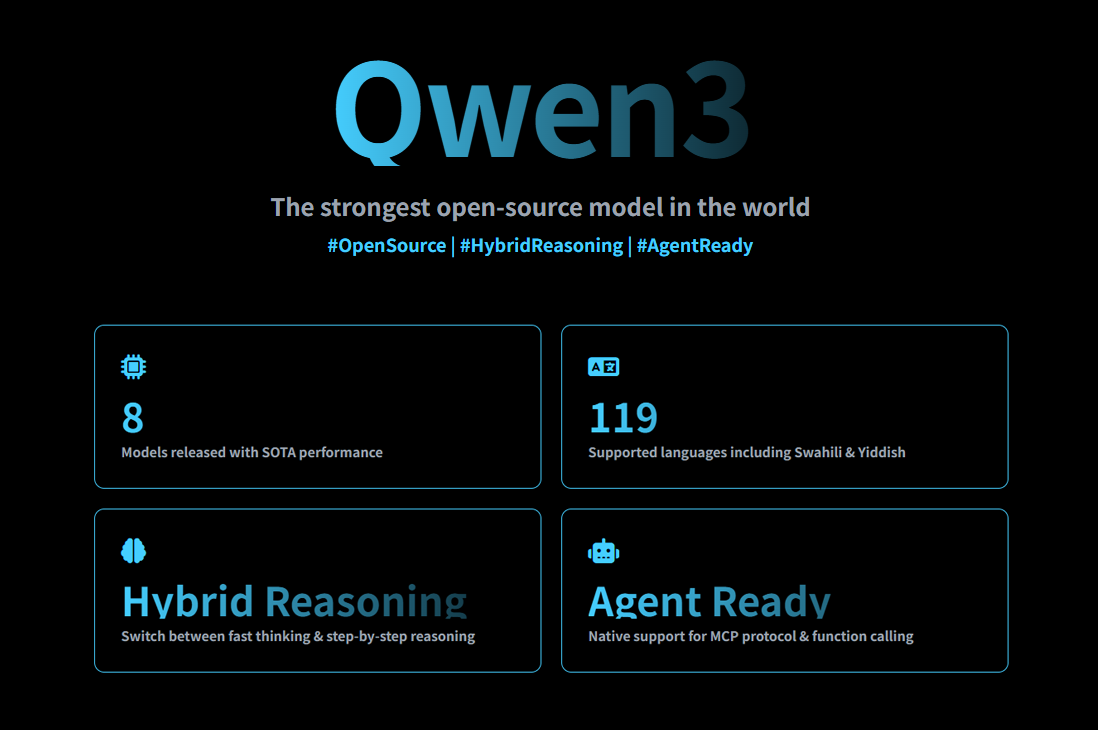 Qwen3
The strongest open-source model in the world
#OpenSource | #HybridReasoning | #AgentReady
8
Models released with SOTA performance
119
Supported languages including Swahili & Yiddish
Hybrid Reasoning
Switch between fast thinking & step-by-step reasoning
Agent Ready
Native support for MCP protocol & function calling